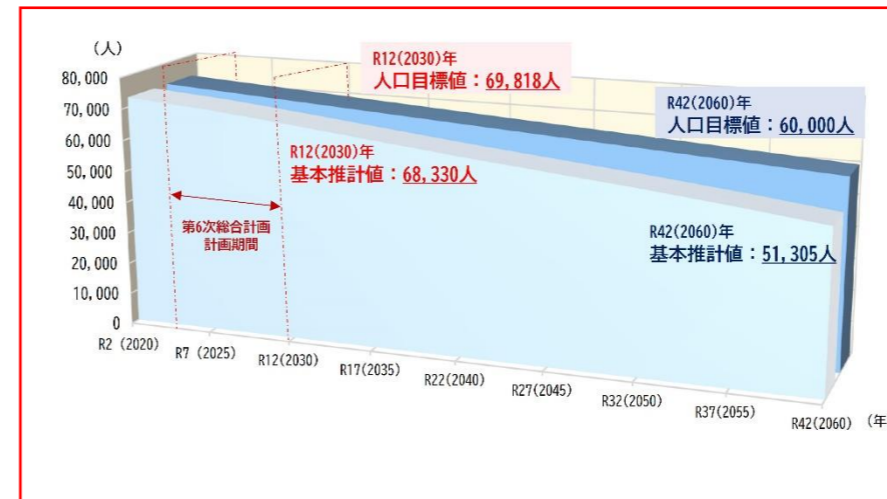 （人）
80,000
70,000
60,000
50,000
40,000
30,000
20,000
10,000
0
R12(2030)年
人口目標値：69,818人
R42(2060)年
人口目標値：60,000人
R12(2030)年
基本推計値：68,330人
第6次総合計画
計画期間
R42(2060)年
基本推計値：51,305人
R2 (2020)
R7 (2025)
R12(2030)
R17(2035)
R22(2040)
R27(2045)
R32(2050)
R37(2055)
R42(2060)
（年